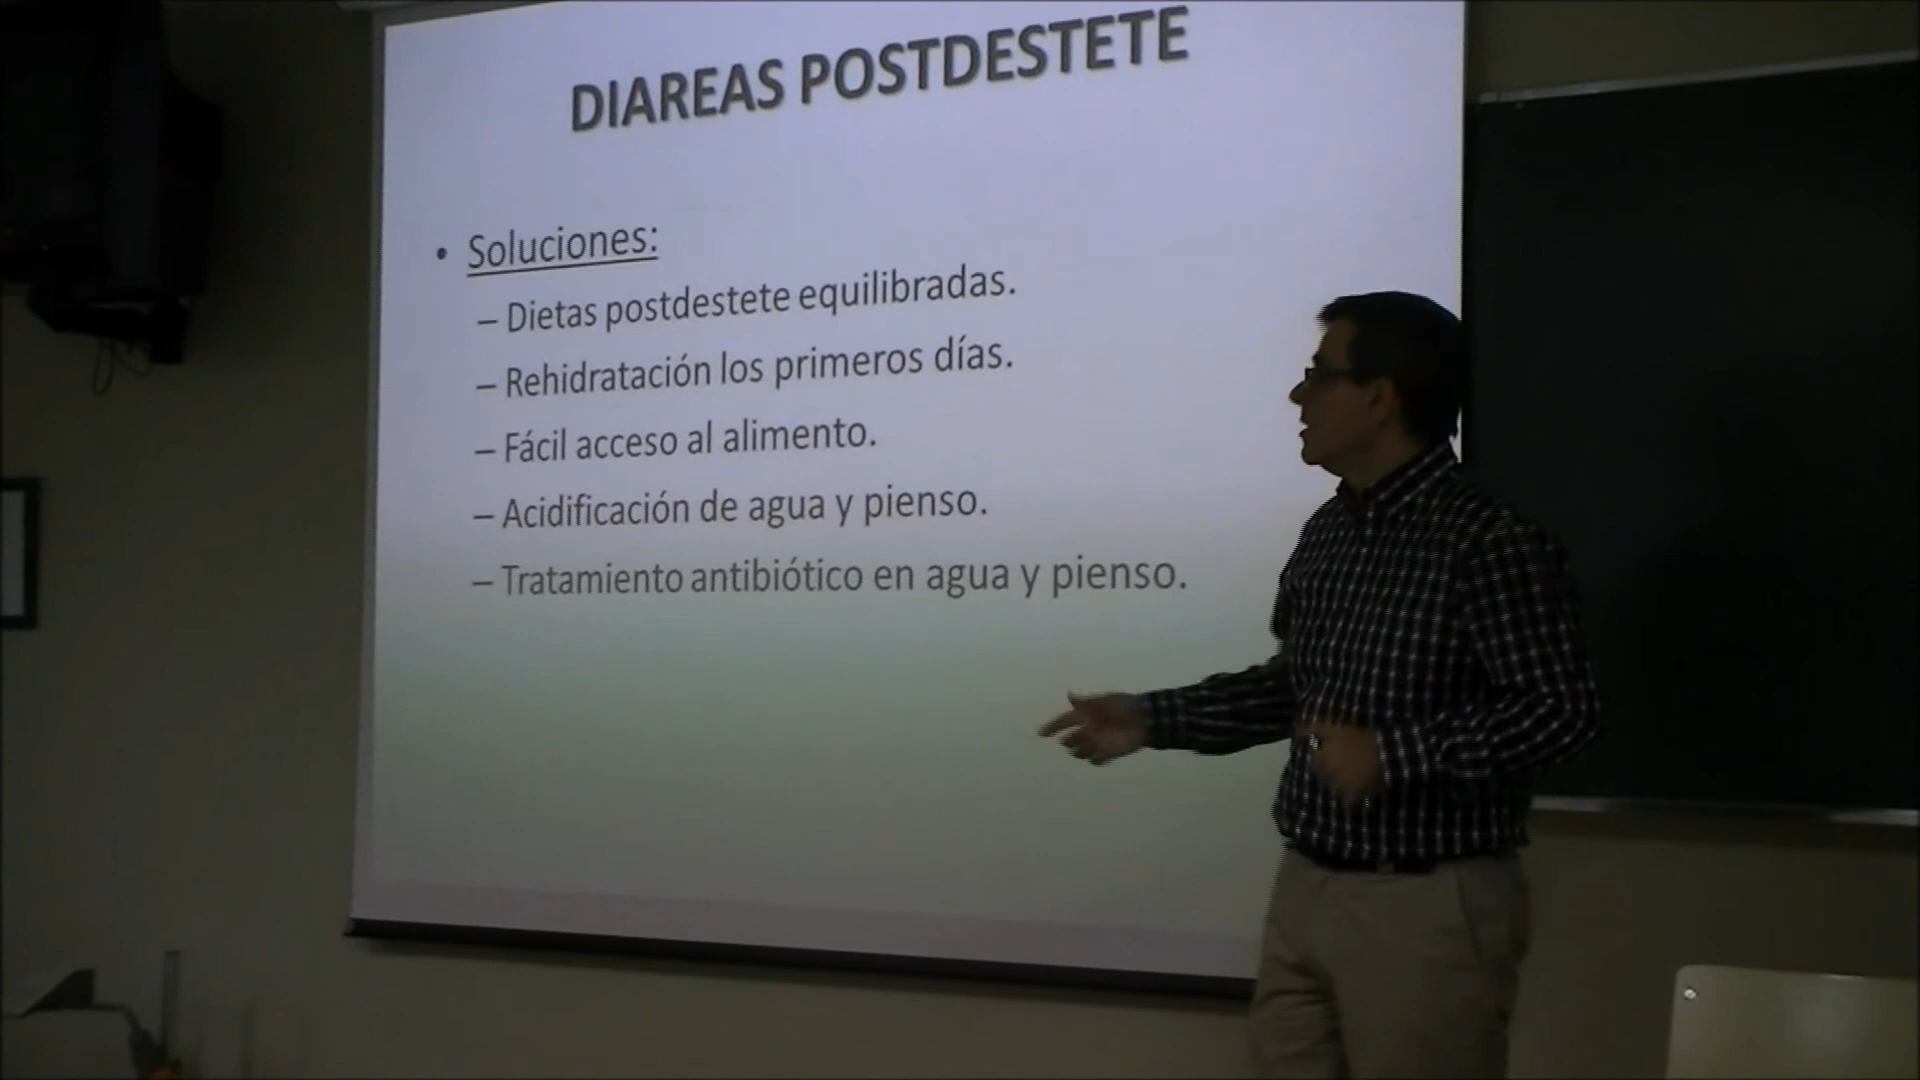 DIAREAS POSTDESTETE
• Soluciones:
– Dietas postdestete equilibradas.
– Rehidratación los primeros días.
– Fácil acceso al alimento.
– Acidificación de agua y pienso.
– Tratamiento antibiótico en agua y pienso.